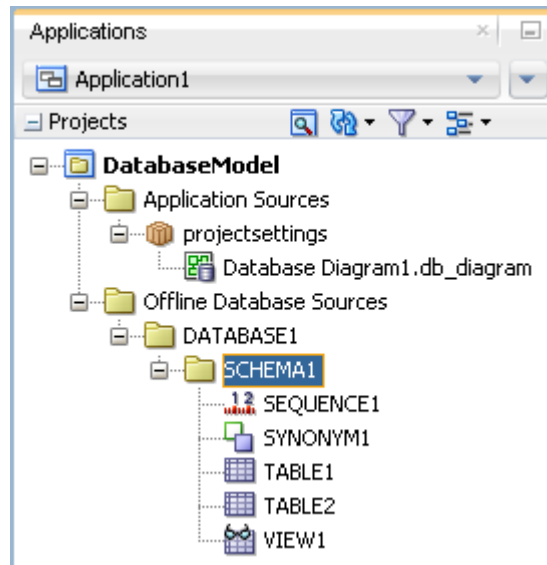 Applications
Application1
Projects
DatabaseModel
Application Sources
projectsettings
Database Diagram1.db_diagram
Offline Database Sources
DATABASE1
SCHEMA1
SEQUENCE1
SYNONYM1
TABLE1
TABLE2
VIEW1